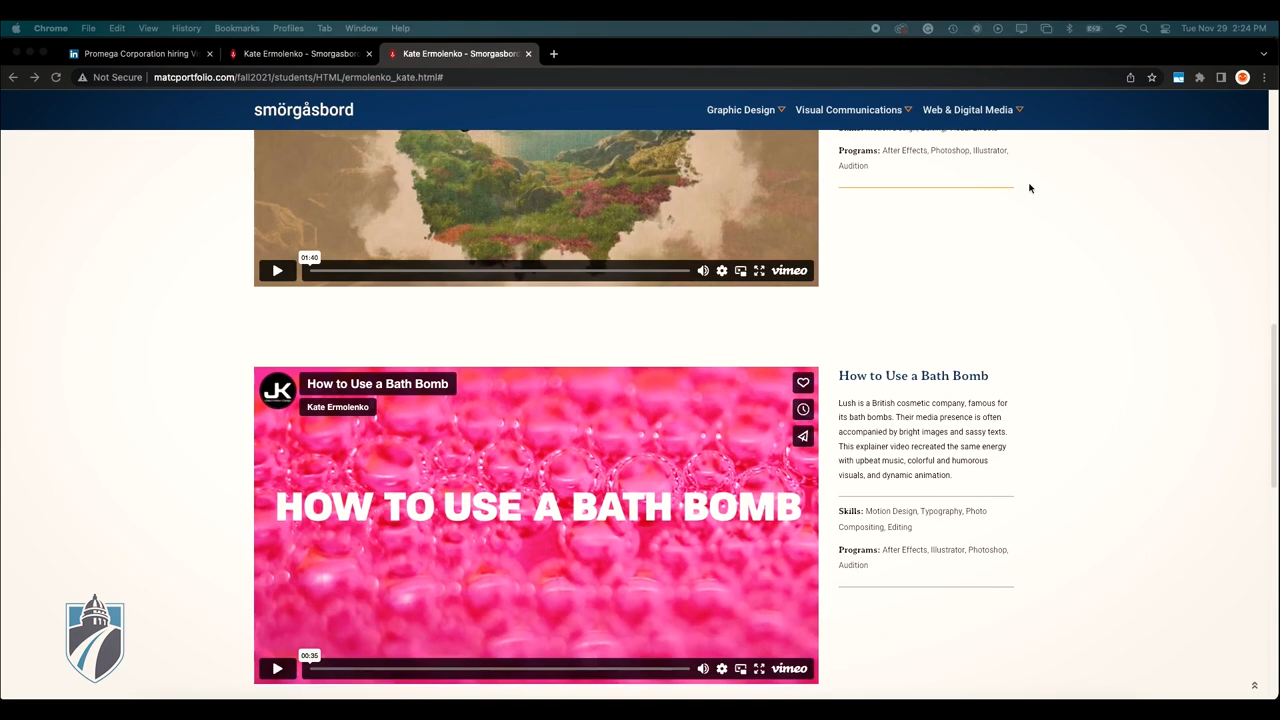 Chrome File Edit View History Bookmarks Profiles Tab Window Help Tue Nov 29 2:24 PM
Promega Corporation hiring Vi
Kate Ermolenko - Smorgasbor
Kate Ermolenko - Smorgasbor
Not Secure matcportfolio.com/fall2021/students/HTML/ermolenko_kate.html#
smörgåsbord
Graphic Design Visual Communications Web & Digital Media
Programs: After Effects, Photoshop, Illustrator,
Audition
01:40
vimeo
JK
How to Use a Bath Bomb
Kate Ermolenko
HOW TO USE A BATH BOMB
00:35
vimeo
How to Use a Bath Bomb
Lush is a British cosmetic company, famous for
its bath bombs. Their media presence is often
accompanied by bright images and sassy texts.
This explainer video recreated the same energy
with upbeat music, colorful and humorous
visuals, and dynamic animation.
Skills: Motion Design, Typography, Photo
Compositing, Editing
Programs: After Effects, Illustrator, Photoshop,
Audition